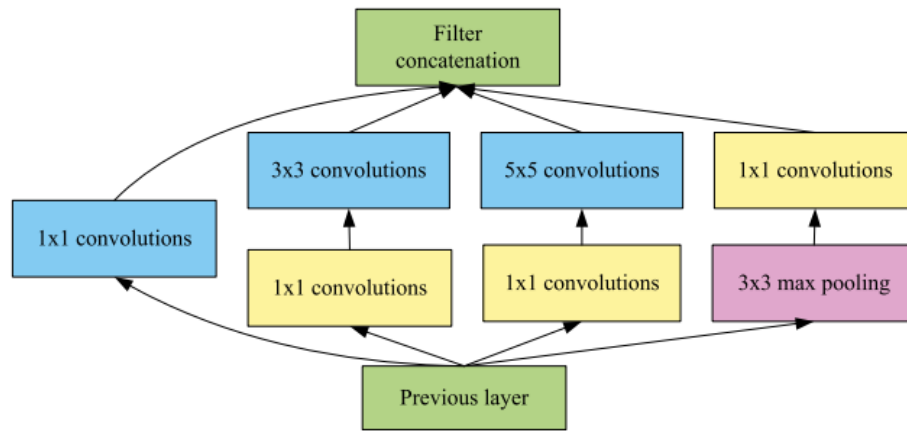 Filter
concatenation
3x3 convolutions
5x5 convolutions
1x1 convolutions
1x1 convolutions
1x1 convolutions
1x1 convolutions
3x3 max pooling
Previous layer